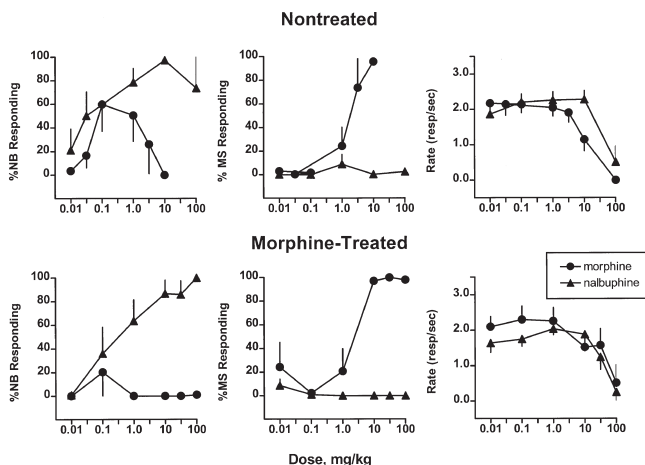 Nontreated
%NB Responding
100
80
60
40
20
0
0.01 0.1 1.0 10 100
% MS Responding
100
80
60
40
20
0
0.01 0.1 1.0 10 100
Rate (resp/sec)
3.0
2.0
1.0
0.0
0.01 0.1 1.0 10 100
Morphine-Treated
%NB Responding
100
80
60
40
20
0
0.01 0.1 1.0 10 100
%MS Responding
100
80
60
40
20
0
0.01 0.1 1.0 10 100
morphine
nalbuphine
Rate (resp/sec)
3.0
2.0
1.0
0.0
0.01 0.1 1.0 10 100
Dose, mg/kg